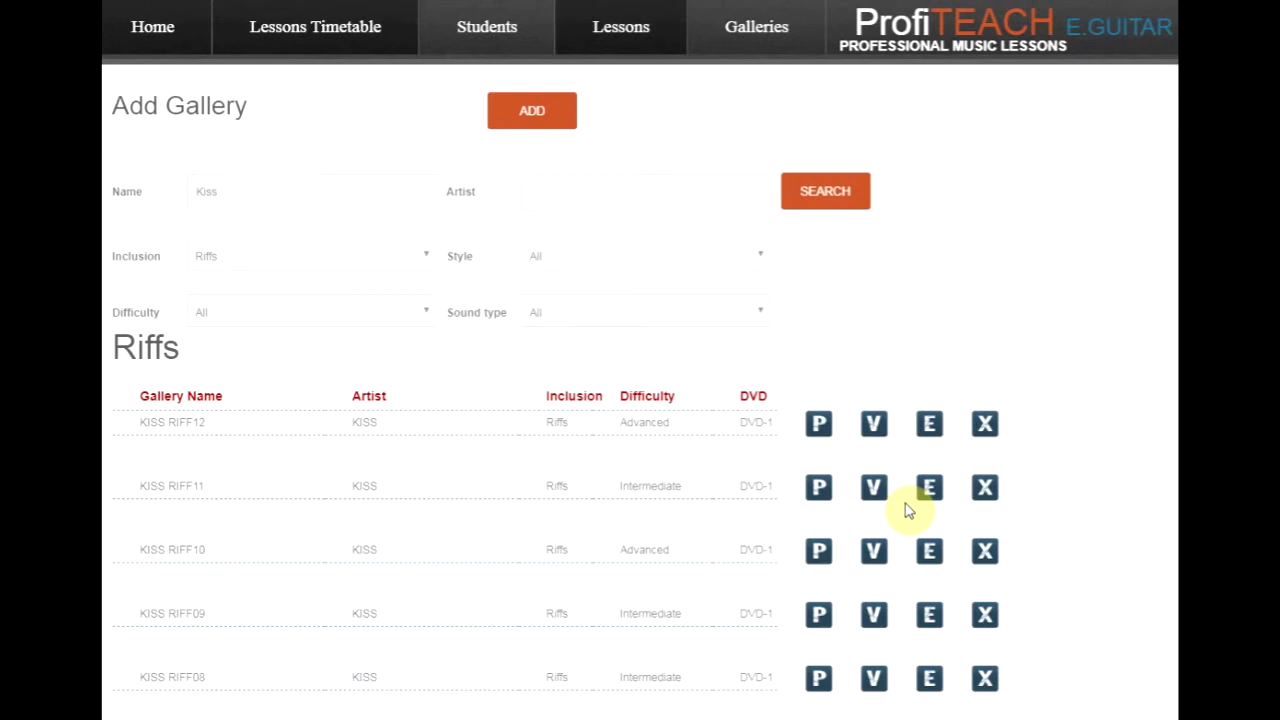 Home Lessons Timetable Students Lessons Galleries ProfiTEACH E.GUITAR
PROFESSIONAL MUSIC LESSONS
Add Gallery ADD
Name Kiss Artist SEARCH
Inclusion Riffs Style All
Difficulty All Sound type All
Riffs
Gallery Name Artist Inclusion Difficulty DVD
KISS RIFF12 KISS Riffs Advanced DVD-1 P V E X
KISS RIFF11 KISS Riffs Intermediate DVD-1 P V E X
KISS RIFF10 KISS Riffs Advanced DVD-1 P V E X
KISS RIFF09 KISS Riffs Intermediate DVD-1 P V E X
KISS RIFF08 KISS Riffs Intermediate DVD-1 P V E X